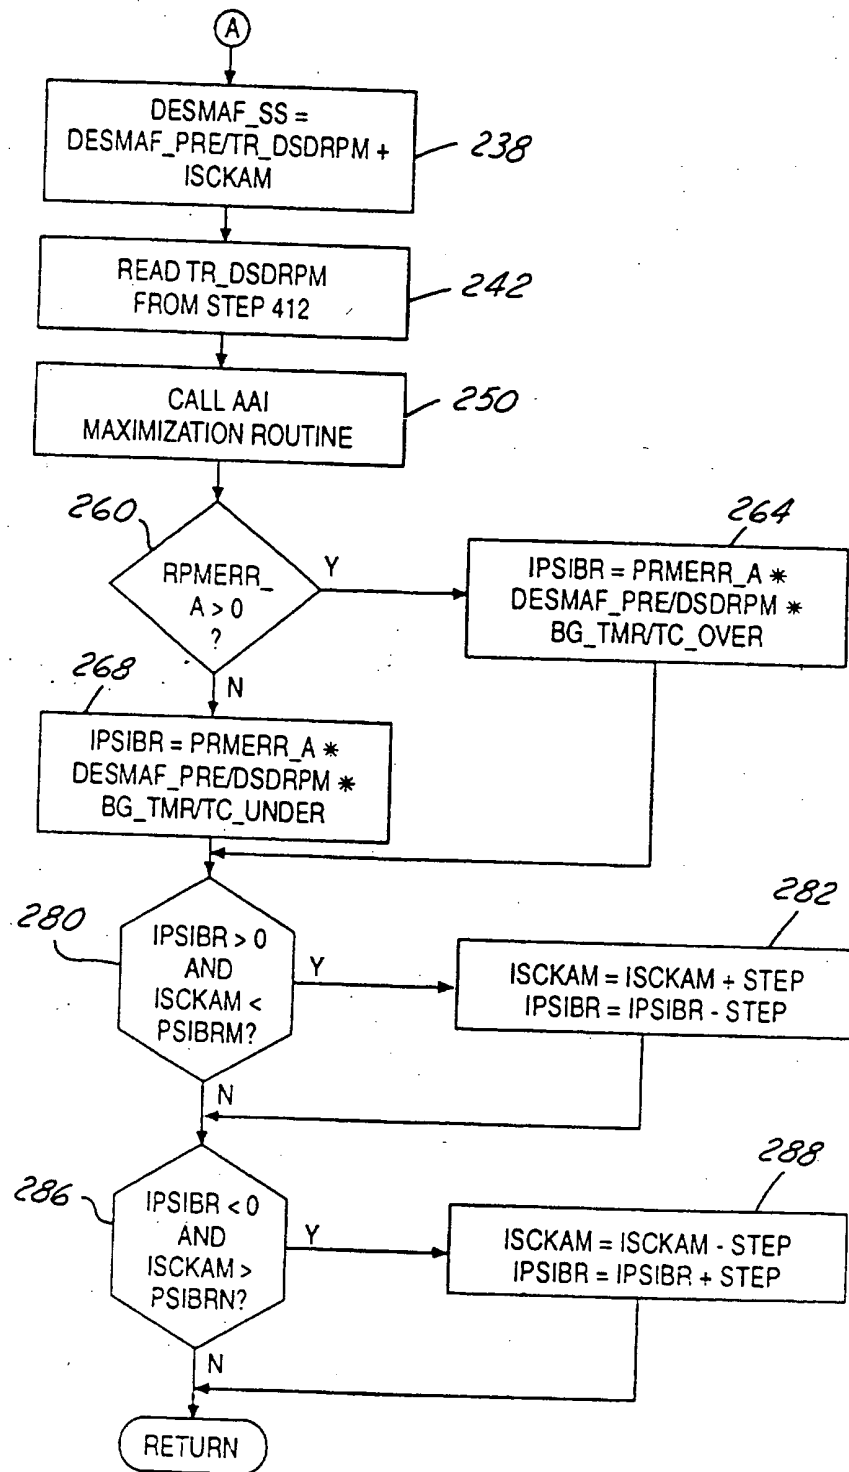 A
DESMAF_SS =
DESMAF_PRE/TR_DSDRPM +
ISCKAM
238
READ TR_DSDRPM
FROM STEP 412
242
CALL AAI
MAXIMIZATION ROUTINE
250
260
RPMERR_
A > 0
?
Y
N
264
IPSIBR = PRMERR_A *
DESMAF_PRE/DSDRPM *
BG_TMR/TC_OVER
268
IPSIBR = PRMERR_A *
DESMAF_PRE/DSDRPM *
BG_TMR/TC_UNDER
280
IPSIBR > 0
AND
ISCKAM <
PSIBRM?
Y
N
282
ISCKAM = ISCKAM + STEP
IPSIBR = IPSIBR - STEP
286
IPSIBR < 0
AND
ISCKAM >
PSIBRN?
Y
N
288
ISCKAM = ISCKAM - STEP
IPSIBR = IPSIBR + STEP
RETURN